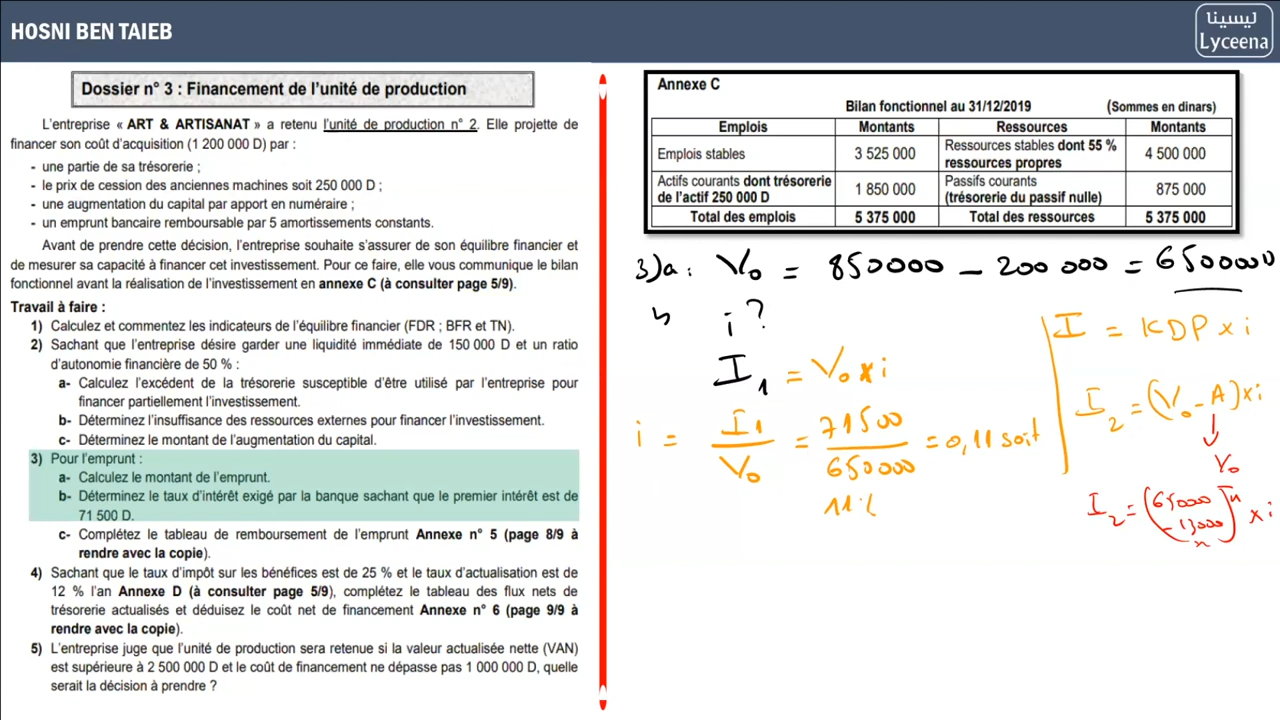 HOSNI BEN TAIEB
ليسينا
Lyceena
Dossier n° 3 : Financement de l'unité de production
L'entreprise « ART & ARTISANAT » a retenu l'unité de production n° 2. Elle projette de
financer son coût d'acquisition (1 200 000 D) par :
- une partie de sa trésorerie ;
- le prix de cession des anciennes machines soit 250 000 D ;
- une augmentation du capital par apport en numéraire ;
- un emprunt bancaire remboursable par 5 amortissements constants.
Avant de prendre cette décision, l'entreprise souhaite s'assurer de son équilibre financier et
de mesurer sa capacité à financer cet investissement. Pour ce faire, elle vous communique le bilan
fonctionnel avant la réalisation de l'investissement en annexe C (à consulter page 5/9).
Travail à faire :
1) Calculez et commentez les indicateurs de l'équilibre financier (FDR ; BFR et TN).
2) Sachant que l'entreprise désire garder une liquidité immédiate de 150 000 D et un ratio
d'autonomie financière de 50 % :
a- Calculez l'excédent de la trésorerie susceptible d'être utilisé par l'entreprise pour
financer partiellement l'investissement.
b- Déterminez l'insuffisance des ressources externes pour financer l'investissement.
c- Déterminez le montant de l'augmentation du capital.
3) Pour l'emprunt :
a- Calculez le montant de l'emprunt.
b- Déterminez le taux d'intérêt exigé par la banque sachant que le premier intérêt est de
71 500 D.
c- Complétez le tableau de remboursement de l'emprunt Annexe n° 5 (page 8/9 à
rendre avec la copie).
4) Sachant que le taux d'impôt sur les bénéfices est de 25 % et le taux d'actualisation est de
12 % l'an Annexe D (à consulter page 5/9), complétez le tableau des flux nets de
trésorerie actualisés et déduisez le coût net de financement Annexe n° 6 (page 9/9 à
rendre avec la copie).
5) L'entreprise juge que l'unité de production sera retenue si la valeur actualisée nette (VAN)
est supérieure à 2 500 000 D et le coût de financement ne dépasse pas 1 000 000 D, quelle
serait la décision à prendre ?
Annexe C
Bilan fonctionnel au 31/12/2019 (Sommes en dinars)
Emplois Montants Ressources Montants
Emplois stables 3 525 000 Ressources stables dont 55 % ressources propres 4 500 000
Actifs courants dont trésorerie de l'actif 250 000 D 1 850 000 Passifs courants (trésorerie du passif nulle) 875 000
Total des emplois 5 375 000 Total des ressources 5 375 000
3)a : V₀ = 850000 - 200 000 = 6500000
b i ?
I₁ = V₀ x i
i = I₁ / V₀ = 71500 / 650000 = 0,11 soit
11%
I = KDP x i
I₂ = (V₀ - A) x i
V₀
n
I₂ = (650000 - 13000) x i